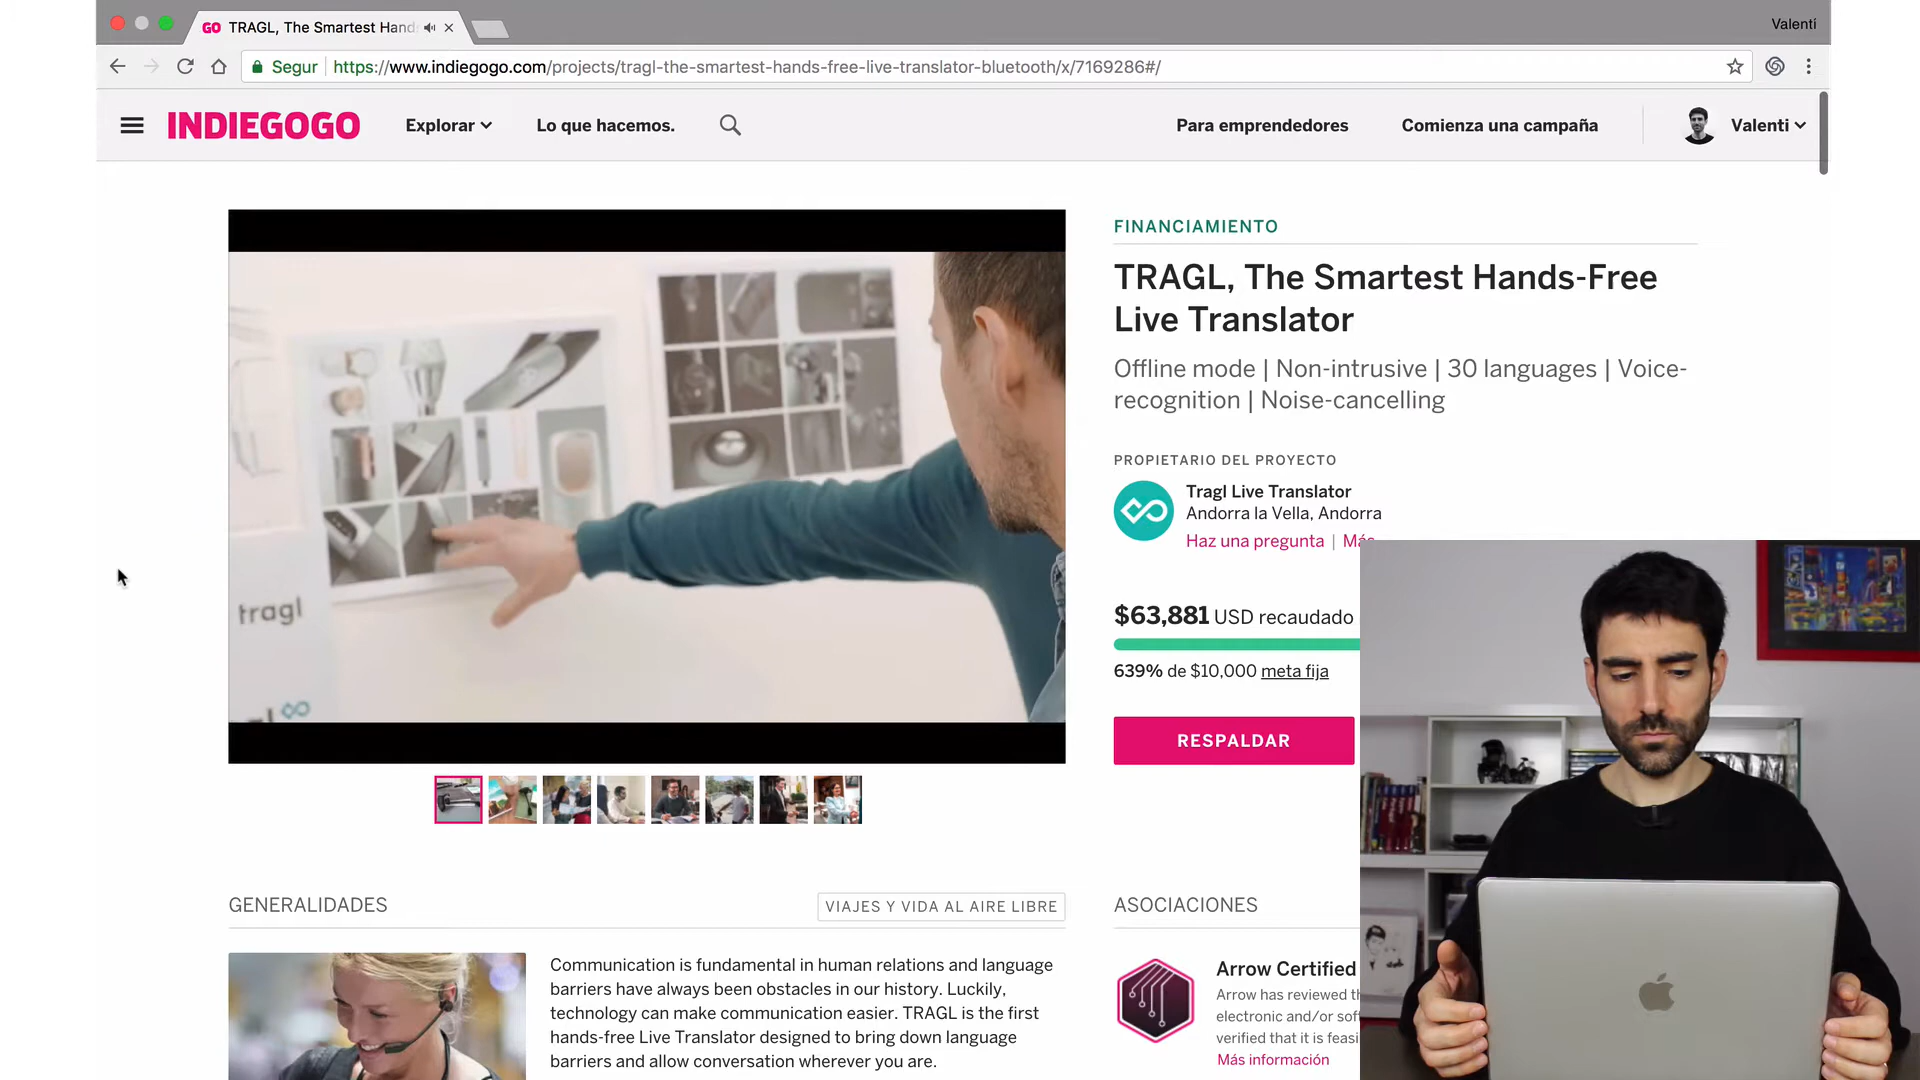 GO TRAGL, The Smartest Hand
Valentí
Segur https://www.indiegogo.com/projects/tragl-the-smartest-hands-free-live-translator-bluetooth/x/7169286#/
INDIEGOGO Explorar Lo que hacemos. Para emprendedores Comienza una campaña Valenti
FINANCIAMIENTO
TRAGL, The Smartest Hands-Free
Live Translator
Offline mode | Non-intrusive | 30 languages | Voice-
recognition | Noise-cancelling
PROPIETARIO DEL PROYECTO
Tragl Live Translator
Andorra la Vella, Andorra
Haz una pregunta | Más
tragl
$63,881 USD recaudado
639% de $10,000 meta fija
RESPALDAR
GENERALIDADES
VIAJES Y VIDA AL AIRE LIBRE
Communication is fundamental in human relations and language
barriers have always been obstacles in our history. Luckily,
technology can make communication easier. TRAGL is the first
hands-free Live Translator designed to bring down language
barriers and allow conversation wherever you are.
ASOCIACIONES
Arrow Certified
Arrow has reviewed th
electronic and/or sof
verified that it is feasi
Más información